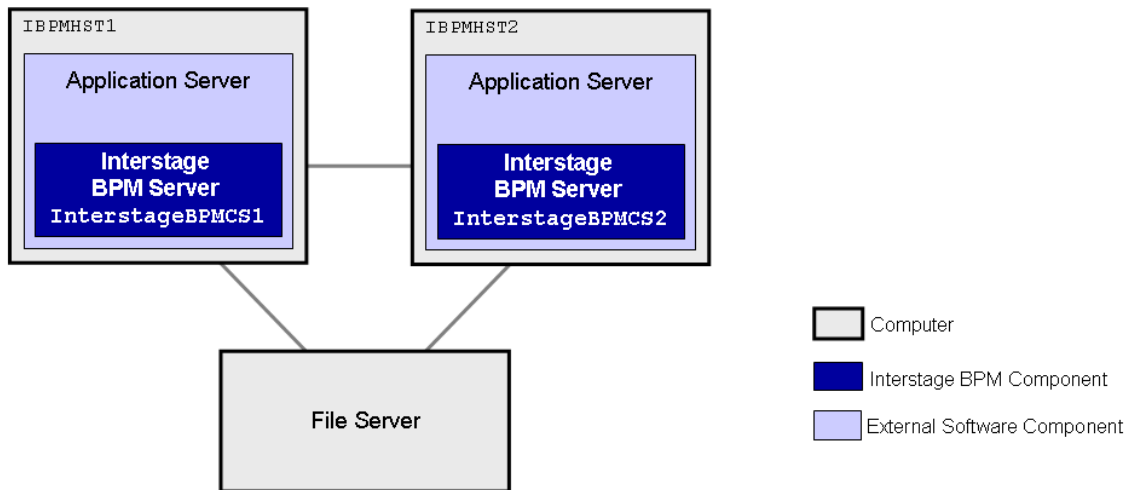 IBPMHST1
Application Server
Interstage
BPM Server
InterstageBPMCS1
IBPMHST2
Application Server
Interstage
BPM Server
InterstageBPMCS2
File Server
Computer
Interstage BPM Component
External Software Component